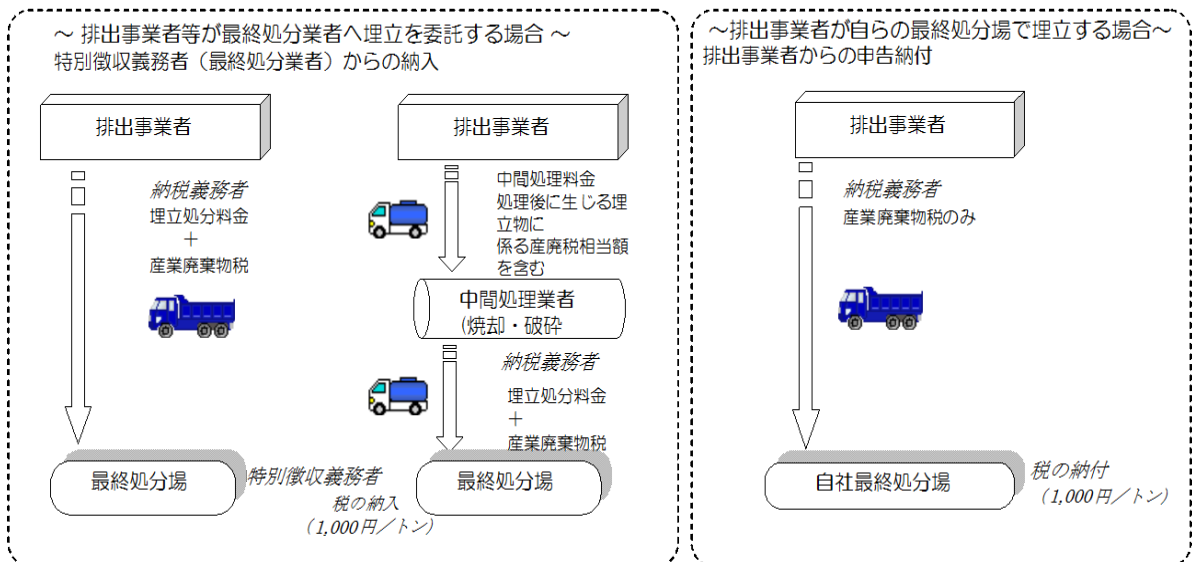 ～ 排出事業者等が最終処分業者へ埋立を委託する場合 ～
特別徴収義務者（最終処分業者）からの納入
排出事業者
納税義務者
埋立処分料金
＋
産業廃棄物税
最終処分場
特別徴収義務者
税の納入
（1,000円／トン）
排出事業者
中間処理料金
処理後に生じる埋
立物に
係る産廃税相当額
を含む
中間処理業者
(焼却・破砕
納税義務者
埋立処分料金
＋
産業廃棄物税
最終処分場
～排出事業者が自らの最終処分場で埋立する場合～
排出事業者からの申告納付
排出事業者
納税義務者
産業廃棄物税のみ
自社最終処分場
税の納付
（1,000円／トン）